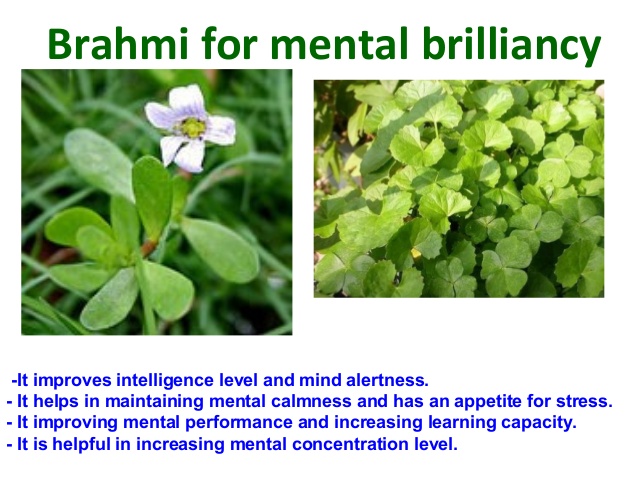 Brahmi for mental brilliancy
-It improves intelligence level and mind alertness.
- It helps in maintaining mental calmness and has an appetite for stress.
- It improving mental performance and increasing learning capacity.
- It is helpful in increasing mental concentration level.